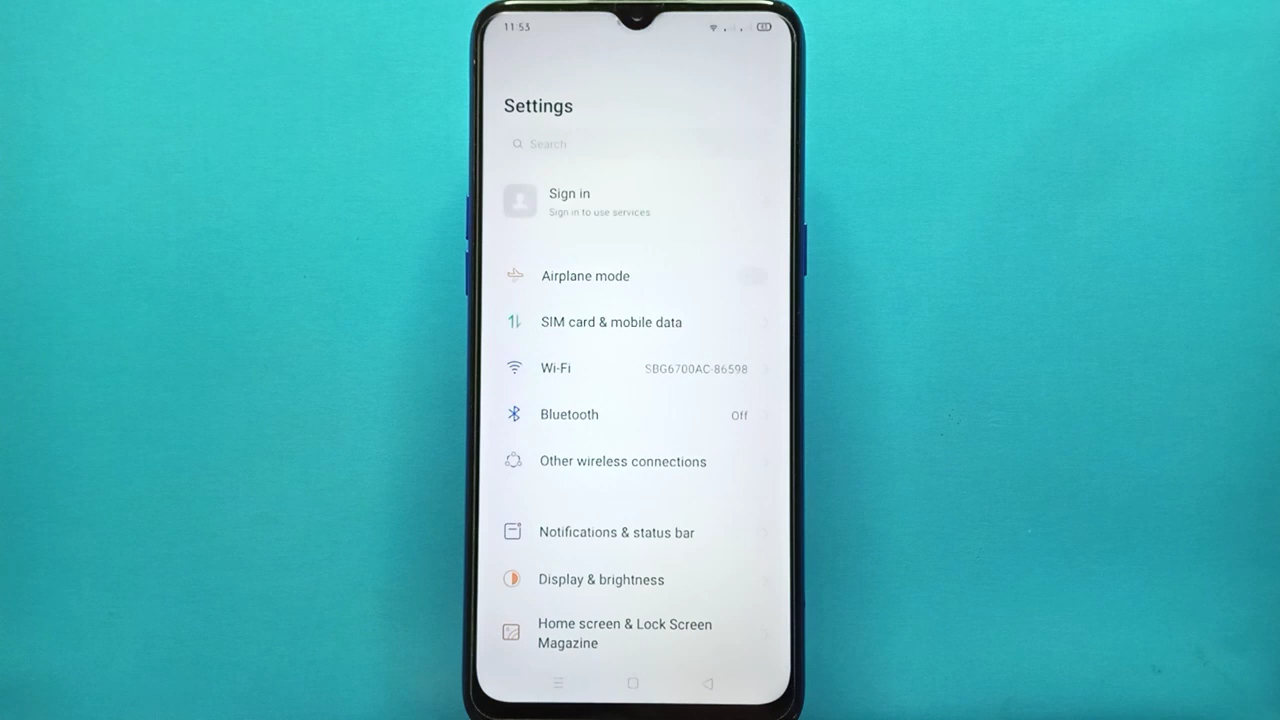 11:53
Settings
Search
Sign in
Sign in to use services
Airplane mode
SIM card & mobile data
Wi-Fi SBG6700AC-86598
Bluetooth Off
Other wireless connections
Notifications & status bar
Display & brightness
Home screen & Lock Screen
Magazine